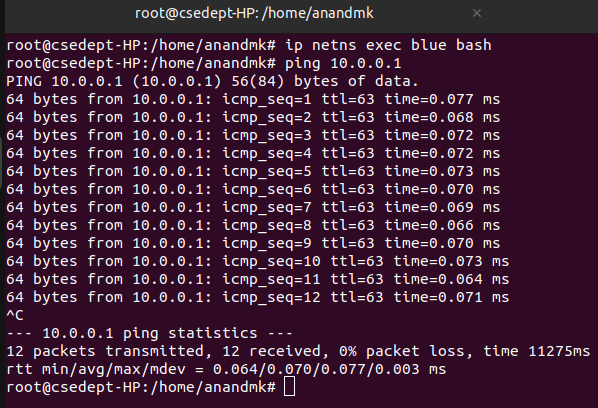 root@csedept-HP: /home/anandmk ×
root@csedept-HP:/home/anandmk# ip netns exec blue bash
root@csedept-HP:/home/anandmk# ping 10.0.0.1
PING 10.0.0.1 (10.0.0.1) 56(84) bytes of data.
64 bytes from 10.0.0.1: icmp_seq=1 ttl=63 time=0.077 ms
64 bytes from 10.0.0.1: icmp_seq=2 ttl=63 time=0.068 ms
64 bytes from 10.0.0.1: icmp_seq=3 ttl=63 time=0.072 ms
64 bytes from 10.0.0.1: icmp_seq=4 ttl=63 time=0.072 ms
64 bytes from 10.0.0.1: icmp_seq=5 ttl=63 time=0.073 ms
64 bytes from 10.0.0.1: icmp_seq=6 ttl=63 time=0.070 ms
64 bytes from 10.0.0.1: icmp_seq=7 ttl=63 time=0.069 ms
64 bytes from 10.0.0.1: icmp_seq=8 ttl=63 time=0.066 ms
64 bytes from 10.0.0.1: icmp_seq=9 ttl=63 time=0.070 ms
64 bytes from 10.0.0.1: icmp_seq=10 ttl=63 time=0.073 ms
64 bytes from 10.0.0.1: icmp_seq=11 ttl=63 time=0.064 ms
64 bytes from 10.0.0.1: icmp_seq=12 ttl=63 time=0.071 ms
^C
--- 10.0.0.1 ping statistics ---
12 packets transmitted, 12 received, 0% packet loss, time 11275ms
rtt min/avg/max/mdev = 0.064/0.070/0.077/0.003 ms
root@csedept-HP:/home/anandmk#